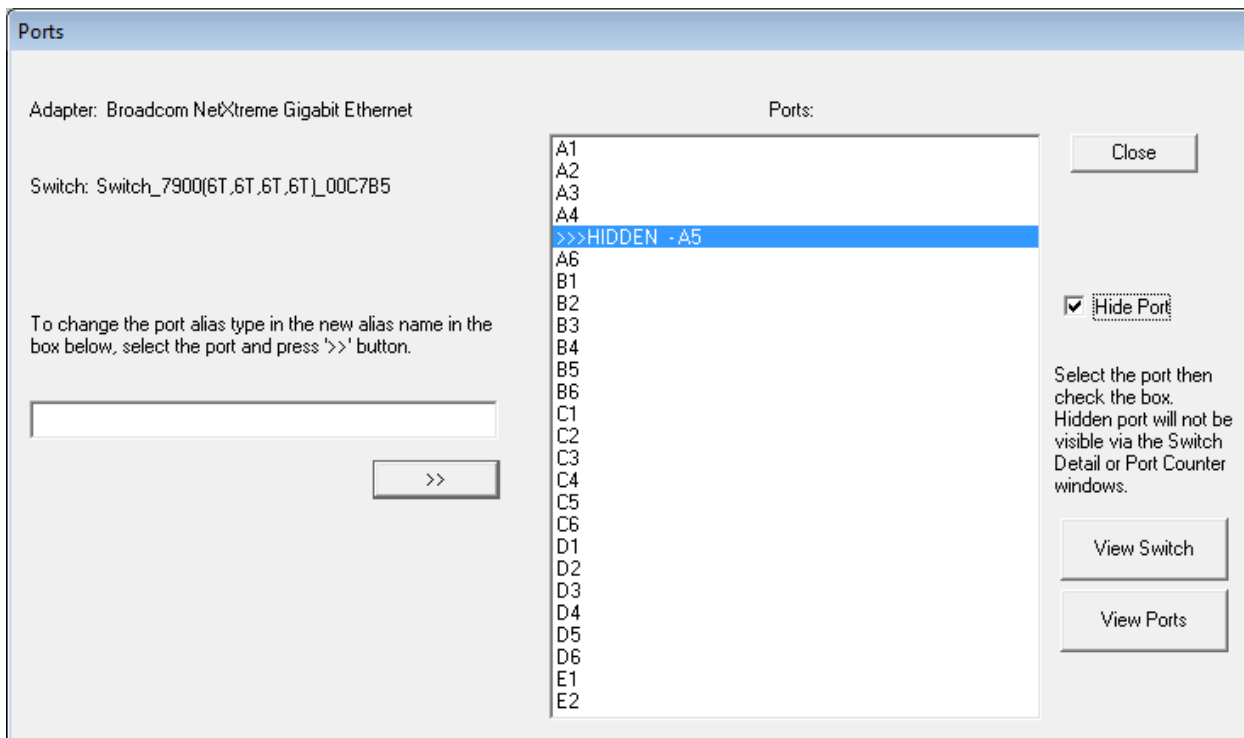 Ports
Adapter: Broadcom NetXtreme Gigabit Ethernet
Switch: Switch_7900(6T,6T,6T,6T)_00C7B5
To change the port alias type in the new alias name in the
box below, select the port and press '>>' button.
>>
Ports:
A1
A2
A3
A4
>>>HIDDEN - A5
A6
B1
B2
B3
B4
B5
B6
C1
C2
C3
C4
C5
C6
D1
D2
D3
D4
D5
D6
E1
E2
Close
Hide Port
Select the port then
check the box.
Hidden port will not be
visible via the Switch
Detail or Port Counter
windows.
View Switch
View Ports